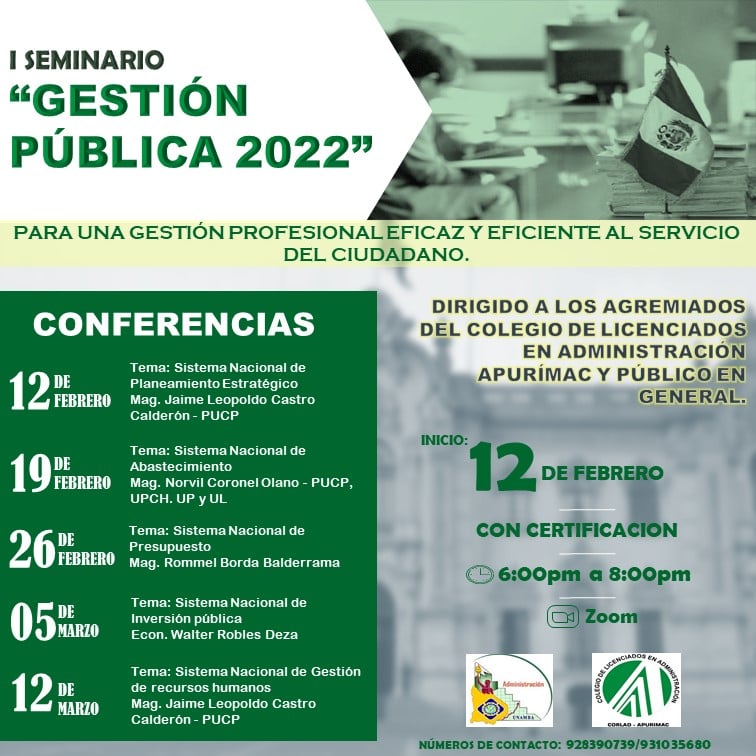 I SEMINARIO
“GESTIÓN
PÚBLICA 2022”
PARA UNA GESTIÓN PROFESIONAL EFICAZ Y EFICIENTE AL SERVICIO
DEL CIUDADANO.
CONFERENCIAS
12 DE FEBRERO
Tema: Sistema Nacional de
Planeamiento Estratégico
Mag. Jaime Leopoldo Castro
Calderón - PUCP
19 DE FEBRERO
Tema: Sistema Nacional de
Abastecimiento
Mag. Norvil Coronel Olano - PUCP,
UPCH. UP y UL
26 DE FEBRERO
Tema: Sistema Nacional de
Presupuesto
Mag. Rommel Borda Balderrama
05 DE MARZO
Tema: Sistema Nacional de
Inversión pública
Econ. Walter Robles Deza
12 DE MARZO
Tema: Sistema Nacional de Gestión
de recursos humanos
Mag. Jaime Leopoldo Castro
Calderón - PUCP
DIRIGIDO A LOS AGREMIADOS
DEL COLEGIO DE LICENCIADOS
EN ADMINISTRACIÓN
APURÍMAC Y PÚBLICO EN
GENERAL.
INICIO: 12 DE FEBRERO
CON CERTIFICACION
6:00pm a 8:00pm
Zoom
Administración
UNAMBA
COLEGIO DE LICENCIADOS EN ADMINISTRACIÓN
CORLAD - APURIMAC
NÚMEROS DE CONTACTO: 928390739/931035680